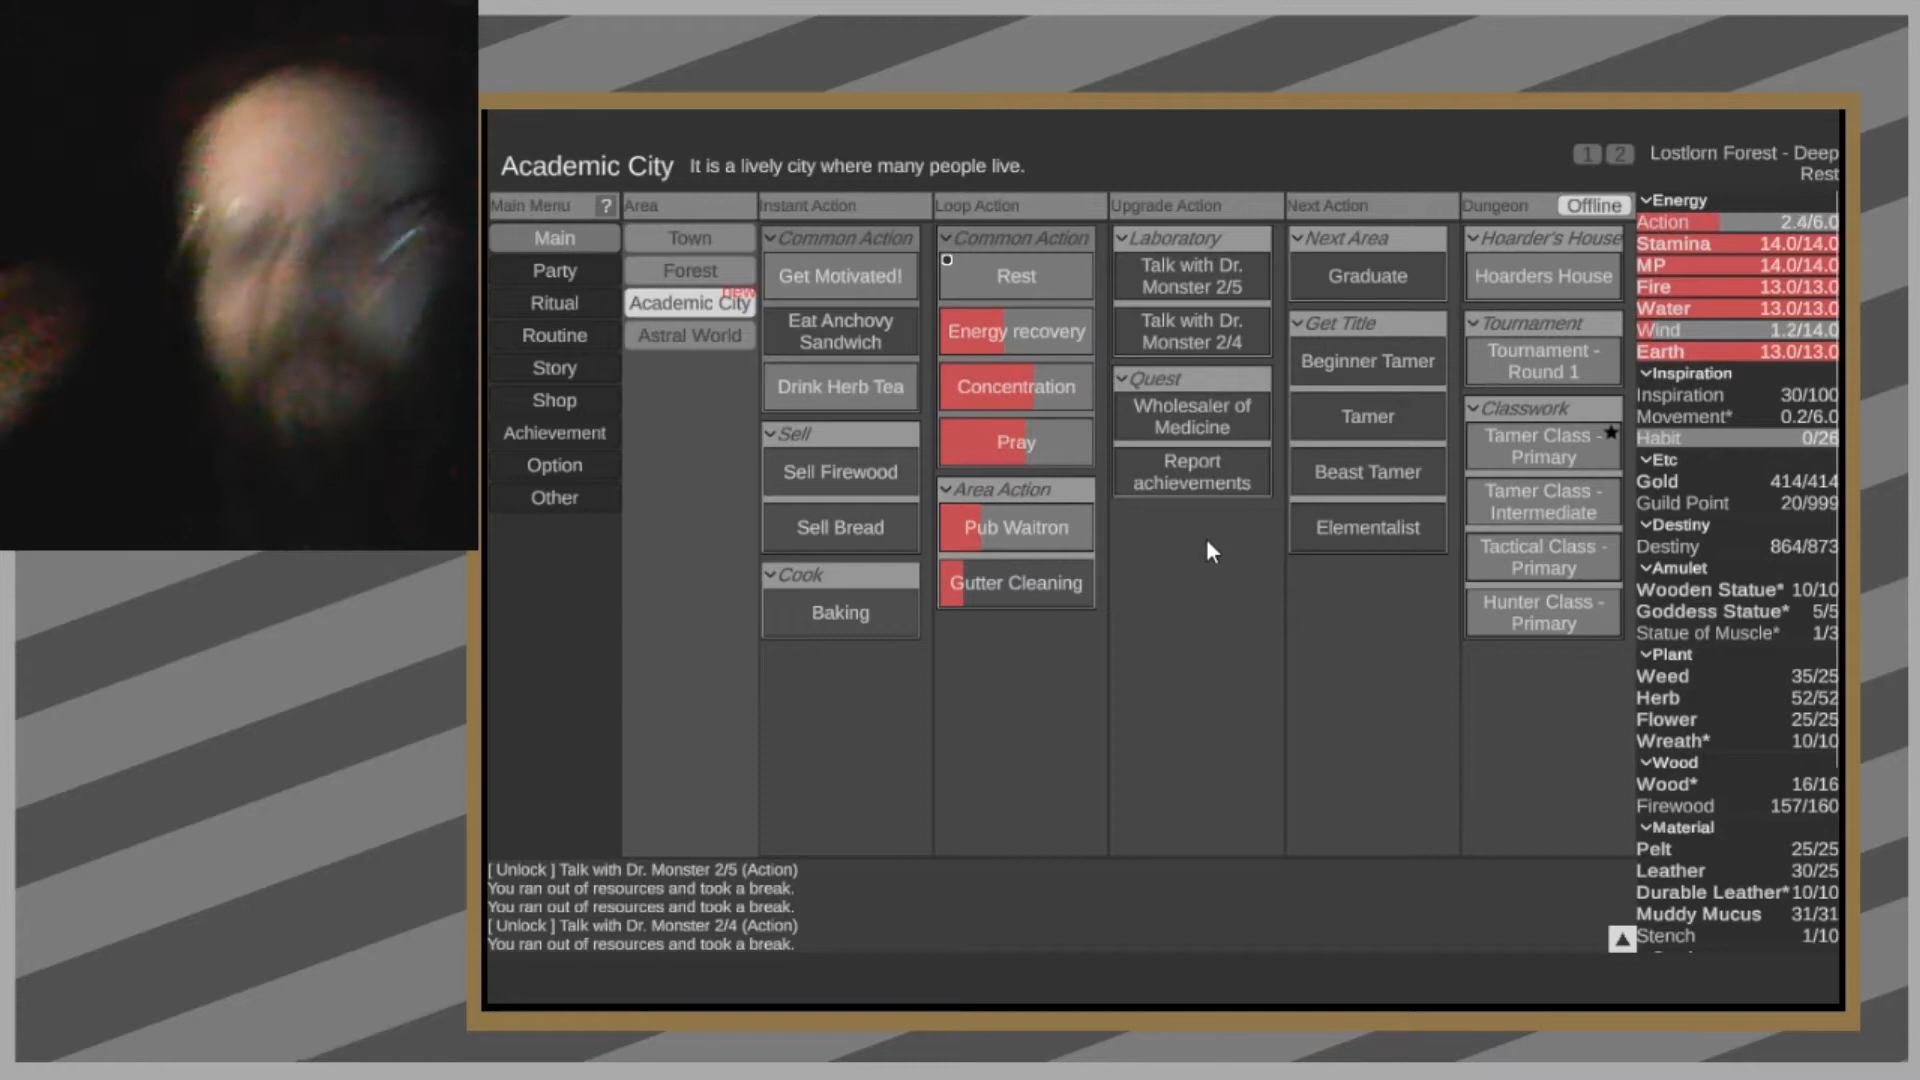 Academic City It is a lively city where many people live.
1 2 Lostlorn Forest - Deep
Rest
Main Menu ? Area Instant Action Loop Action Upgrade Action Next Action Dungeon Offline
Main
Party
Ritual
Routine
Story
Shop
Achievement
Option
Other
Town
Forest
new
Academic City
Astral World
Common Action
Get Motivated!
Eat Anchovy
Sandwich
Drink Herb Tea
Sell
Sell Firewood
Sell Bread
Cook
Baking
Common Action
Rest
Energy recovery
Concentration
Pray
Area Action
Pub Waitron
Gutter Cleaning
Laboratory
Talk with Dr.
Monster 2/5
Talk with Dr.
Monster 2/4
Quest
Wholesaler of
Medicine
Report
achievements
Next Area
Graduate
Get Title
Beginner Tamer
Tamer
Beast Tamer
Elementalist
Hoarder's House
Hoarders House
Tournament
Tournament -
Round 1
Classwork
Tamer Class -
Primary
Tamer Class -
Intermediate
Tactical Class -
Primary
Hunter Class -
Primary
Energy
Action 2.4/6.0
Stamina 14.0/14.0
MP 14.0/14.0
Fire 13.0/13.0
Water 13.0/13.0
Wind 1.2/14.0
Earth 13.0/13.0
Inspiration
Inspiration 30/100
Movement* 0.2/6.0
Habit 0/26
Etc
Gold 414/414
Guild Point 20/999
Destiny
Destiny 864/873
Amulet
Wooden Statue* 10/10
Goddess Statue* 5/5
Statue of Muscle* 1/3
Plant
Weed 35/25
Herb 52/52
Flower 25/25
Wreath* 10/10
Wood
Wood* 16/16
Firewood 157/160
Material
Pelt 25/25
Leather 30/25
Durable Leather* 10/10
Muddy Mucus 31/31
Stench 1/10
[ Unlock ] Talk with Dr. Monster 2/5 (Action)
You ran out of resources and took a break.
You ran out of resources and took a break.
[ Unlock ] Talk with Dr. Monster 2/4 (Action)
You ran out of resources and took a break.